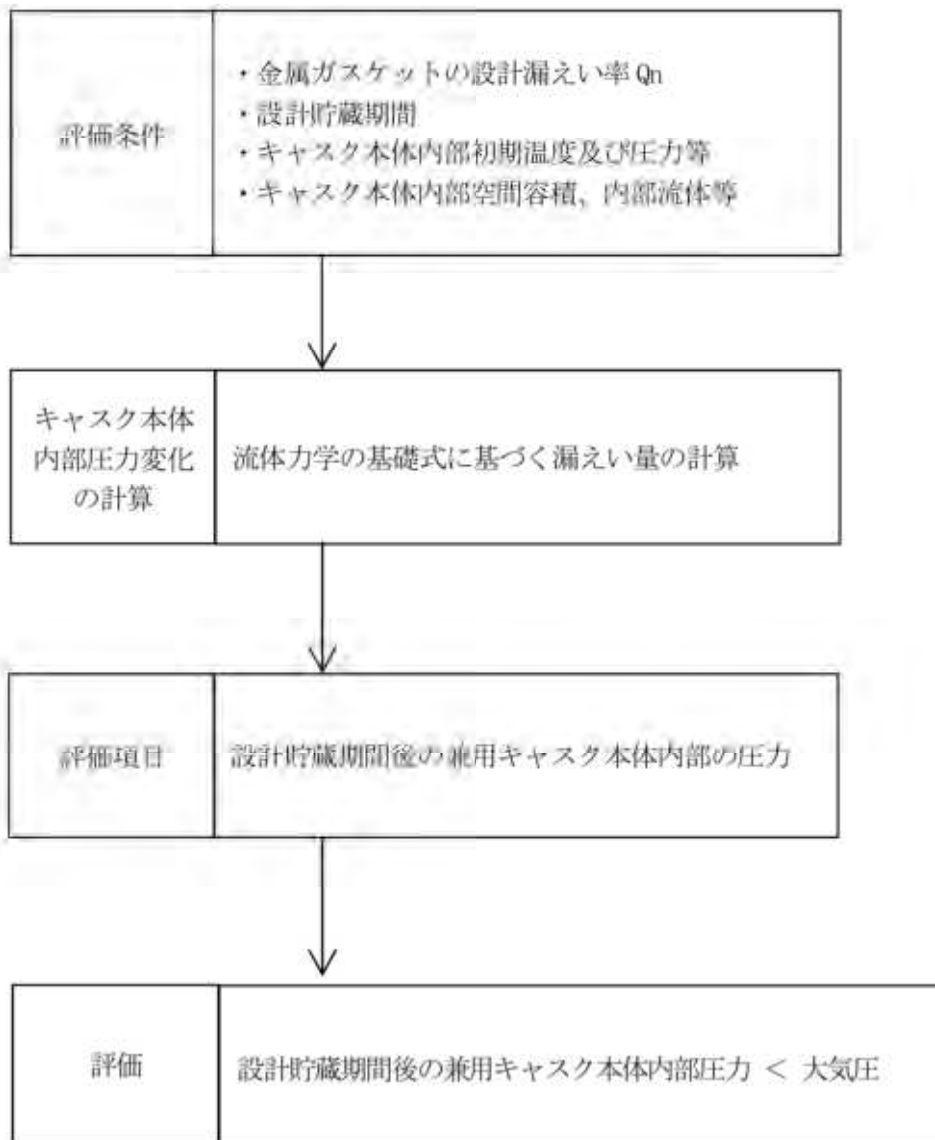 評価条件
・金属ガスケットの設計漏えい率 Qn
・設計貯蔵期間
・キャスク本体内部初期温度及び圧力等
・キャスク本体内部空間容積、内部流体等
キャスク本体
内部圧力変化
の計算
流体力学の基礎式に基づく漏えい量の計算
評価項目
設計貯蔵期間後の兼用キャスク本体内部の圧力
評価
設計貯蔵期間後の兼用キャスク本体内部圧力 < 大気圧